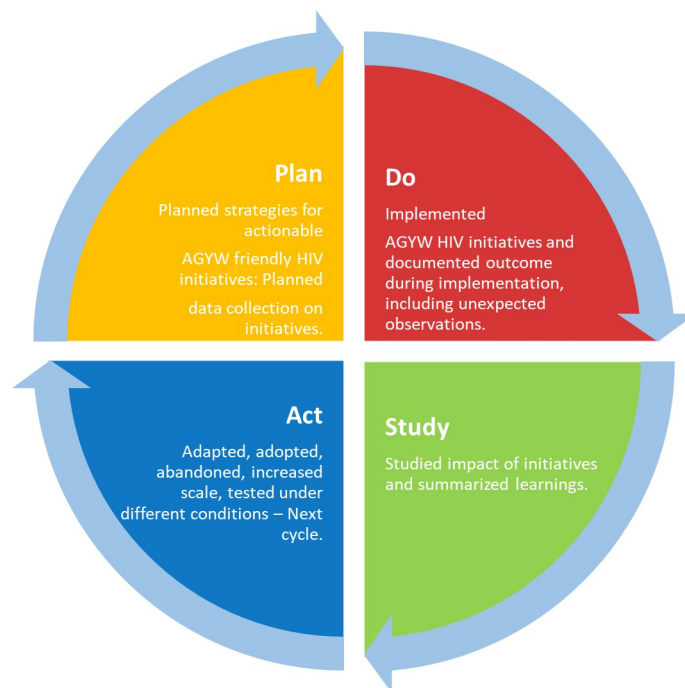 Plan
Planned strategies for
actionable
AGYW friendly HIV
initiatives: Planned
data collection on
initiatives.
Do
Implemented
AGYW HIV initiatives and
documented outcome
during implementation,
including unexpected
observations.
Act
Adapted, adopted,
abandoned, increased
scale, tested under
different conditions – Next
cycle.
Study
Studied impact of initiatives
and summarized learnings.